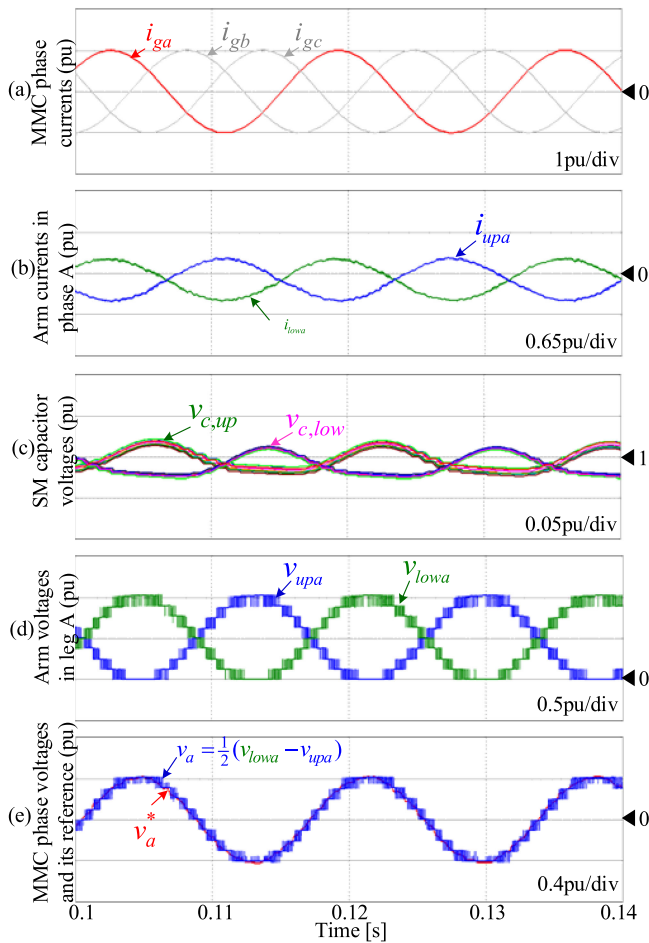 MMC phase
currents (pu)
(a)
i_ga
i_gb
i_gc
0
1pu/div
Arm currents in
phase A (pu)
(b)
i_upa
i_lowa
0
0.65pu/div
SM capacitor
voltages (pu)
(c)
v_c,up
v_c,low
1
0.05pu/div
Arm voltages
in leg A (pu)
(d)
v_upa
v_lowa
0
0.5pu/div
MMC phase voltages
and its reference (pu)
(e)
v_a = 1/2 (v_lowa − v_upa)
v_a^*
0
0.4pu/div
0.1 0.11 0.12 0.13 0.14
Time [s]